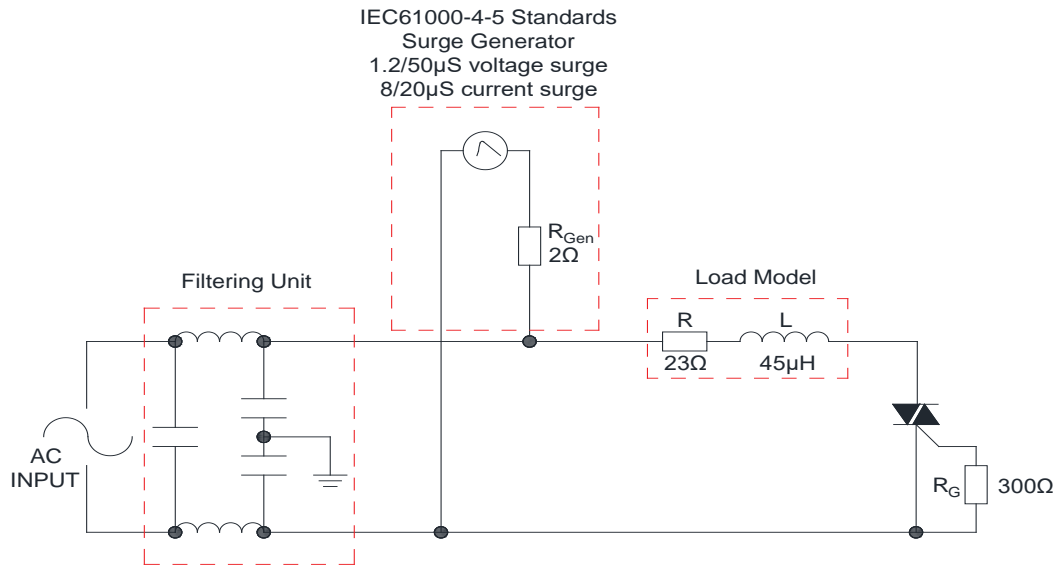 IEC61000-4-5 Standards
Surge Generator
1.2/50µS voltage surge
8/20µS current surge
R_Gen
2Ω
Filtering Unit
Load Model
R
L
23Ω
45µH
AC
INPUT
R_G
300Ω